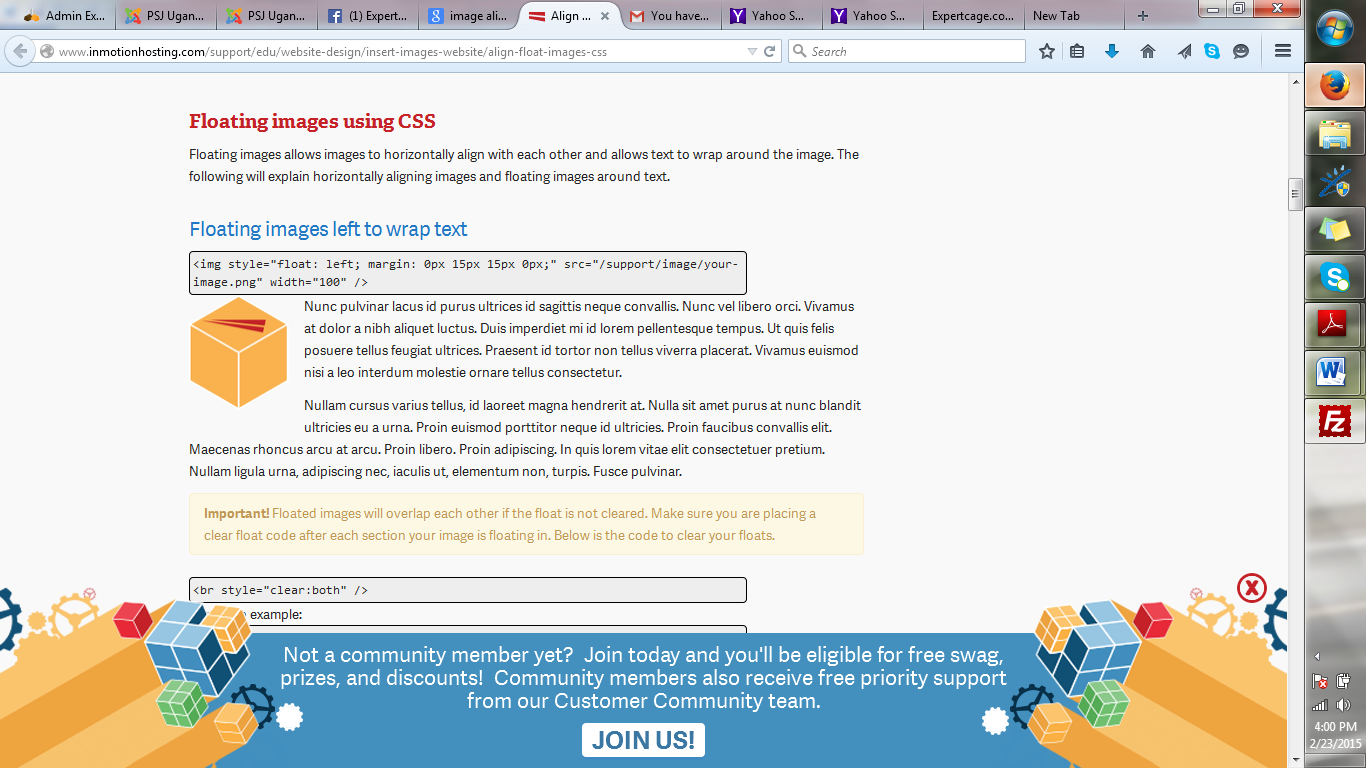 Admin Ex...
PSJ Ugan...
PSJ Ugan...
(1) Expert...
image ali...
Align ...
You have...
Yahoo S...
Yahoo S...
Expertcage.co...
New Tab
www.inmotionhosting.com/support/edu/website-design/insert-images-website/align-float-images-css
Search
Floating images using CSS
Floating images allows images to horizontally align with each other and allows text to wrap around the image. The
following will explain horizontally aligning images and floating images around text.
Floating images left to wrap text
<img style="float: left; margin: 0px 15px 15px 0px;" src="/support/image/your-
image.png" width="100" />
Nunc pulvinar lacus id purus ultrices id sagittis neque convallis. Nunc vel libero orci. Vivamus
at dolor a nibh aliquet luctus. Duis imperdiet mi id lorem pellentesque tempus. Ut quis felis
posuere tellus feugiat ultrices. Praesent id tortor non tellus viverra placerat. Vivamus euismod
nisi a leo interdum molestie ornare tellus consectetur.
Nullam cursus varius tellus, id laoreet magna hendrerit at. Nulla sit amet purus at nunc blandit
ultricies eu a urna. Proin euismod porttitor neque id ultricies. Proin faucibus convallis elit.
Maecenas rhoncus arcu at arcu. Proin libero. Proin adipiscing. In quis lorem vitae elit consectetuer pretium.
Nullam ligula urna, adipiscing nec, iaculis ut, elementum non, turpis. Fusce pulvinar.
Important! Floated images will overlap each other if the float is not cleared. Make sure you are placing a
clear float code after each section your image is floating in. Below is the code to clear your floats.
<br style="clear:both" />
example:
Not a community member yet? Join today and you'll be eligible for free swag,
prizes, and discounts! Community members also receive free priority support
from our Customer Community team.
JOIN US!
4:00 PM
2/23/2015